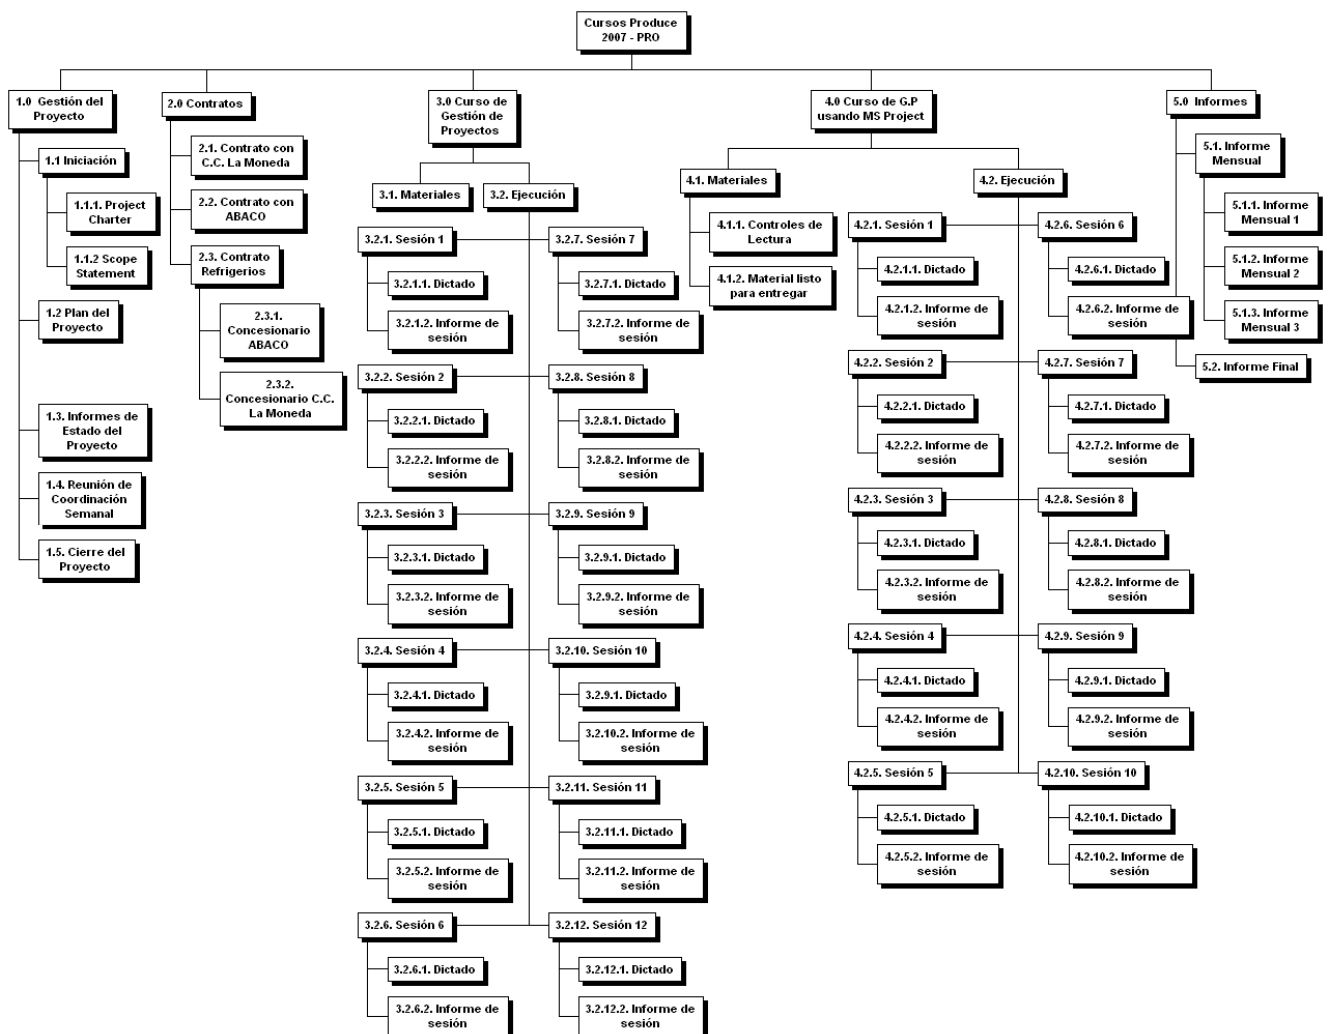 Cursos Produce
2007 - PRO
1.0 Gestión del
Proyecto
1.1 Iniciación
1.1.1. Project
Charter
1.1.2 Scope
Statement
1.2 Plan del
Proyecto
1.3. Informes de
Estado del
Proyecto
1.4. Reunión de
Coordinación
Semanal
1.5. Cierre del
Proyecto
2.0 Contratos
2.1. Contrato con
C.C. La Moneda
2.2. Contrato con
ABACO
2.3. Contrato
Refrigerios
2.3.1.
Concesionario
ABACO
2.3.2.
Concesionario C.C.
La Moneda
3.0 Curso de
Gestión de
Proyectos
3.1. Materiales
3.2. Ejecución
3.2.1. Sesión 1
3.2.1.1. Dictado
3.2.1.2. Informe de
sesión
3.2.2. Sesión 2
3.2.2.1. Dictado
3.2.2.2. Informe de
sesión
3.2.3. Sesión 3
3.2.3.1. Dictado
3.2.3.2. Informe de
sesión
3.2.4. Sesión 4
3.2.4.1. Dictado
3.2.4.2. Informe de
sesión
3.2.5. Sesión 5
3.2.5.1. Dictado
3.2.5.2. Informe de
sesión
3.2.6. Sesión 6
3.2.6.1. Dictado
3.2.6.2. Informe de
sesión
3.2.7. Sesión 7
3.2.7.1. Dictado
3.2.7.2. Informe de
sesión
3.2.8. Sesión 8
3.2.8.1. Dictado
3.2.8.2. Informe de
sesión
3.2.9. Sesión 9
3.2.9.1. Dictado
3.2.9.2. Informe de
sesión
3.2.10. Sesión 10
3.2.9.1. Dictado
3.2.10.2. Informe de
sesión
3.2.11. Sesión 11
3.2.11.1. Dictado
3.2.11.2. Informe de
sesión
3.2.12. Sesión 12
3.2.12.1. Dictado
3.2.12.2. Informe de
sesión
4.0 Curso de G.P
usando MS Project
4.1. Materiales
4.1.1. Controles de
Lectura
4.1.2. Material listo
para entregar
4.2. Ejecución
4.2.1. Sesión 1
4.2.1.1. Dictado
4.2.1.2. Informe de
sesión
4.2.2. Sesión 2
4.2.2.1. Dictado
4.2.2.2. Informe de
sesión
4.2.3. Sesión 3
4.2.3.1. Dictado
4.2.3.2. Informe de
sesión
4.2.4. Sesión 4
4.2.4.1. Dictado
4.2.4.2. Informe de
sesión
4.2.5. Sesión 5
4.2.5.1. Dictado
4.2.5.2. Informe de
sesión
4.2.6. Sesión 6
4.2.6.1. Dictado
4.2.6.2. Informe de
sesión
4.2.7. Sesión 7
4.2.7.1. Dictado
4.2.7.2. Informe de
sesión
4.2.8. Sesión 8
4.2.8.1. Dictado
4.2.8.2. Informe de
sesión
4.2.9. Sesión 9
4.2.9.1. Dictado
4.2.9.2. Informe de
sesión
4.2.10. Sesión 10
4.2.10.1. Dictado
4.2.10.2. Informe de
sesión
5.0 Informes
5.1. Informe
Mensual
5.1.1. Informe
Mensual 1
5.1.2. Informe
Mensual 2
5.1.3. Informe
Mensual 3
5.2. Informe Final